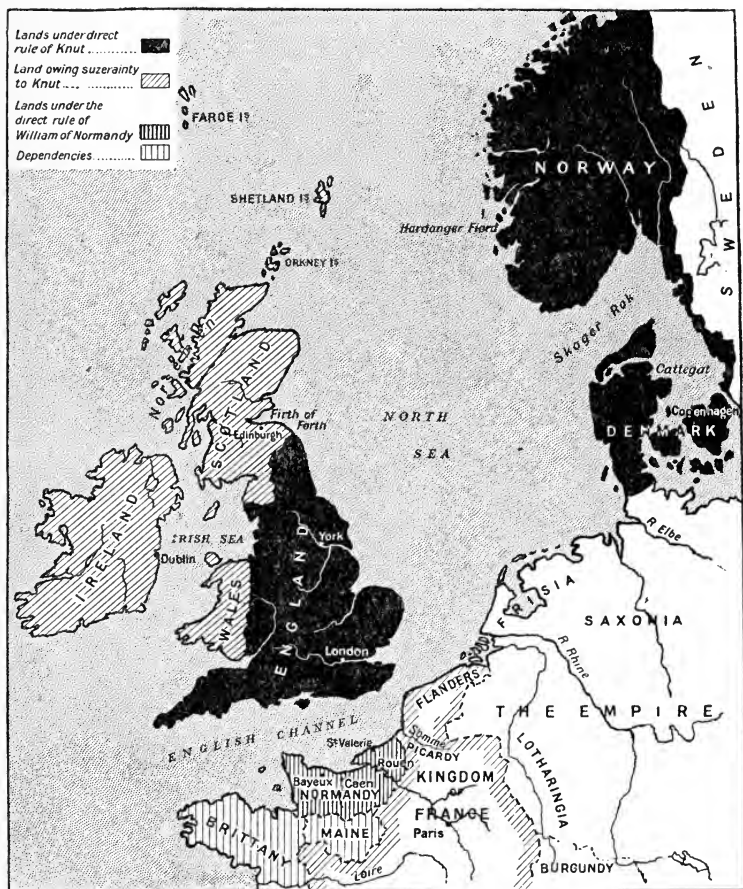 Lands under direct
rule of Knut..........
Land owing suzerainty
to Knut..............
Lands under the
direct rule of
William of Normandy
Dependencies......
FAROE Is
SHETLAND Is
ORKNEY Is
NORWAY
SWEDEN
Hardanger Fiord
Skager Rak
Cattegat
Copenhagen
DENMARK
SCOTLAND
Firth of
Forth
Edinburgh
NORTH
SEA
IRELAND
IRISH SEA
Dublin
York
WALES
ENGLAND
London
R Elbe
FRISIA
SAXONIA
R Rhine
FLANDERS
THE EMPIRE
ENGLISH CHANNEL
St Valerie
Somme
PICARDY
LOTHARINGIA
Rouen
KINGDOM
OF
FRANCE
Bayeux
Caen
NORMANDY
Paris
BRITTANY
MAINE
Loire
BURGUNDY